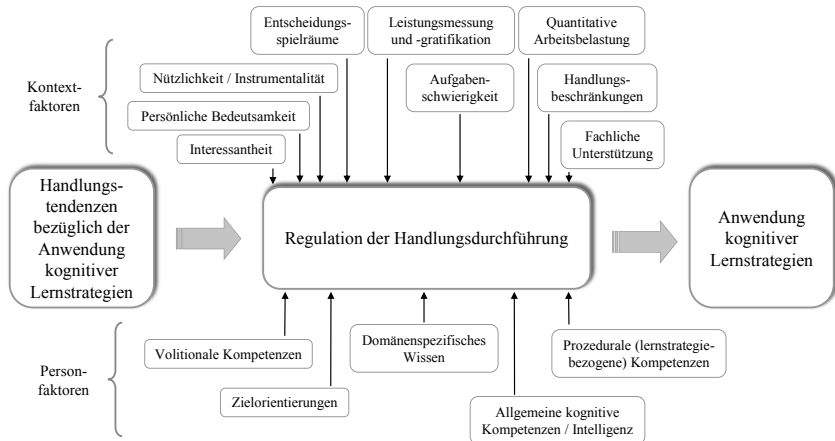 Entscheidungs-
spielräume
Leistungsmessung
und -gratifikation
Quantitative
Arbeitsbelastung
Kontext-
faktoren
Nützlichkeit / Instrumentalität
Aufgaben-
schwierigkeit
Handlungs-
beschränkungen
Persönliche Bedeutsamkeit
Interessantheit
Fachliche
Unterstützung
Handlungs-
tendenzen
bezüglich der
Anwendung
kognitiver
Lernstrategien
Regulation der Handlungsdurchführung
Anwendung
kognitiver
Lernstrategien
Person-
faktoren
Volitionale Kompetenzen
Domänenspezifisches
Wissen
Prozedurale (lernstrategie-
bezogene) Kompetenzen
Zielorientierungen
Allgemeine kognitive
Kompetenzen / Intelligenz